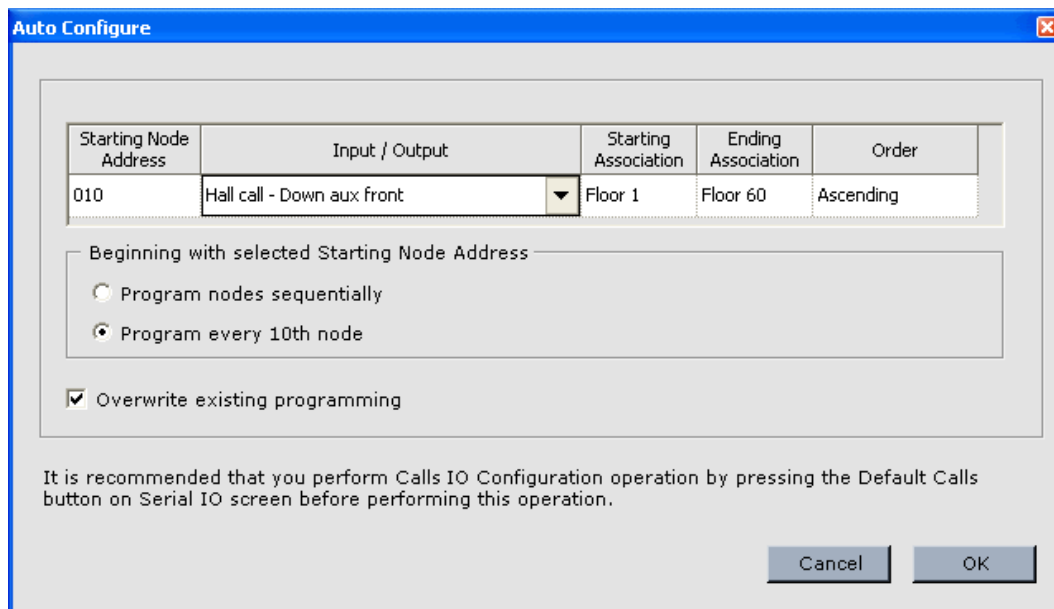 Auto Configure
Starting Node Address
Input / Output
Starting Association
Ending Association
Order
010
Hall call - Down aux front
Floor 1
Floor 60
Ascending
Beginning with selected Starting Node Address
Program nodes sequentially
Program every 10th node
Overwrite existing programming
It is recommended that you perform Calls IO Configuration operation by pressing the Default Calls
button on Serial IO screen before performing this operation.
Cancel
OK